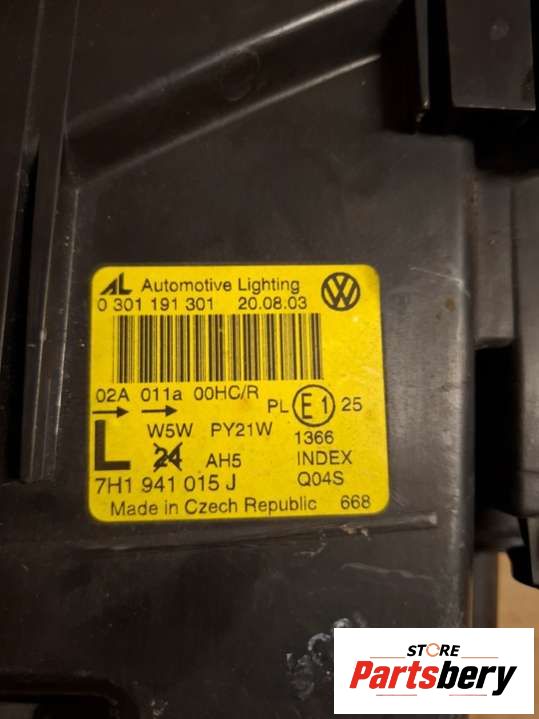 AL Automotive Lighting
0 301 191 301 20.08.03
02A 011a 00HC/R
PL E1 25
W5W PY21W 1366
L 24 AH5 INDEX
7H1 941 015 J Q04S
Made in Czech Republic 668
STORE
Partsbery